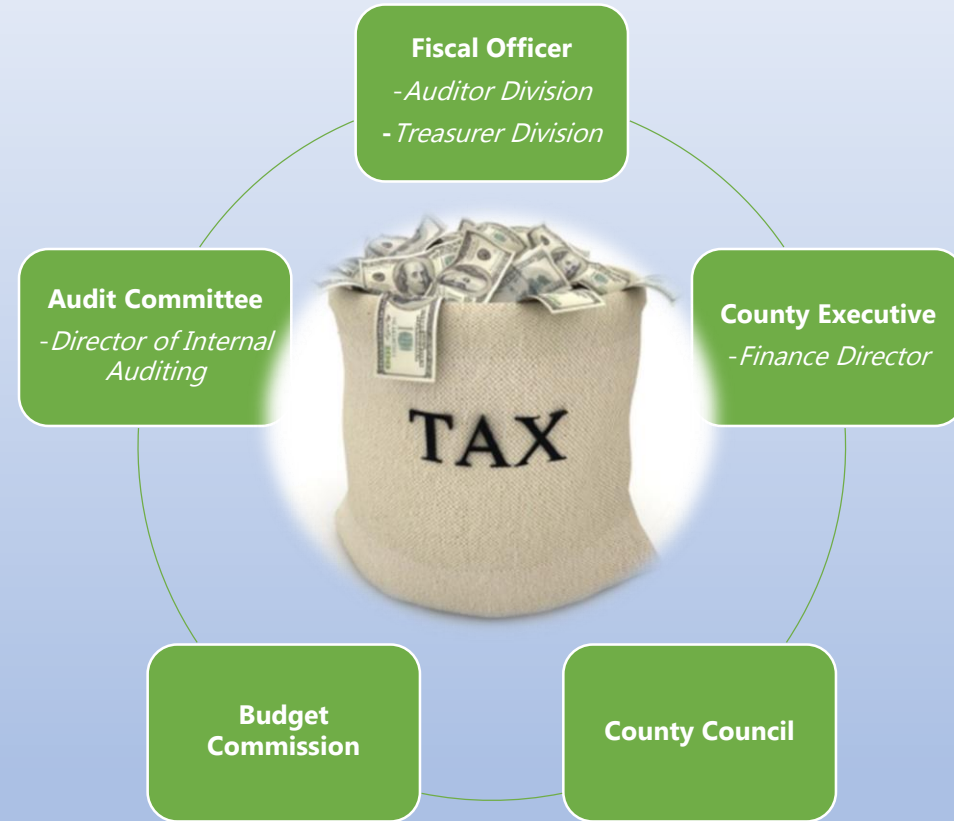 Fiscal Officer
-Auditor Division
-Treasurer Division
Audit Committee
-Director of Internal
Auditing
County Executive
-Finance Director
TAX
Budget
Commission
County Council